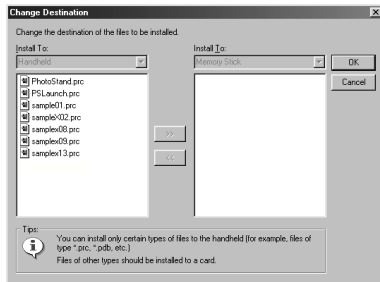 Change Destination
Change the destination of the files to be installed.
Install To:
Handheld
PhotoStand.prc
PSLaunch.prc
sample01.prc
sampleX02.prc
samplex08.prc
samplex09.prc
samplex13.prc
>>
<<
Install To:
Memory Stick
OK
Cancel
Tips:
You can install only certain types of files to the handheld (for example, files of
type *.prc, *.pdb, etc.)
Files of other types should be installed to a card.